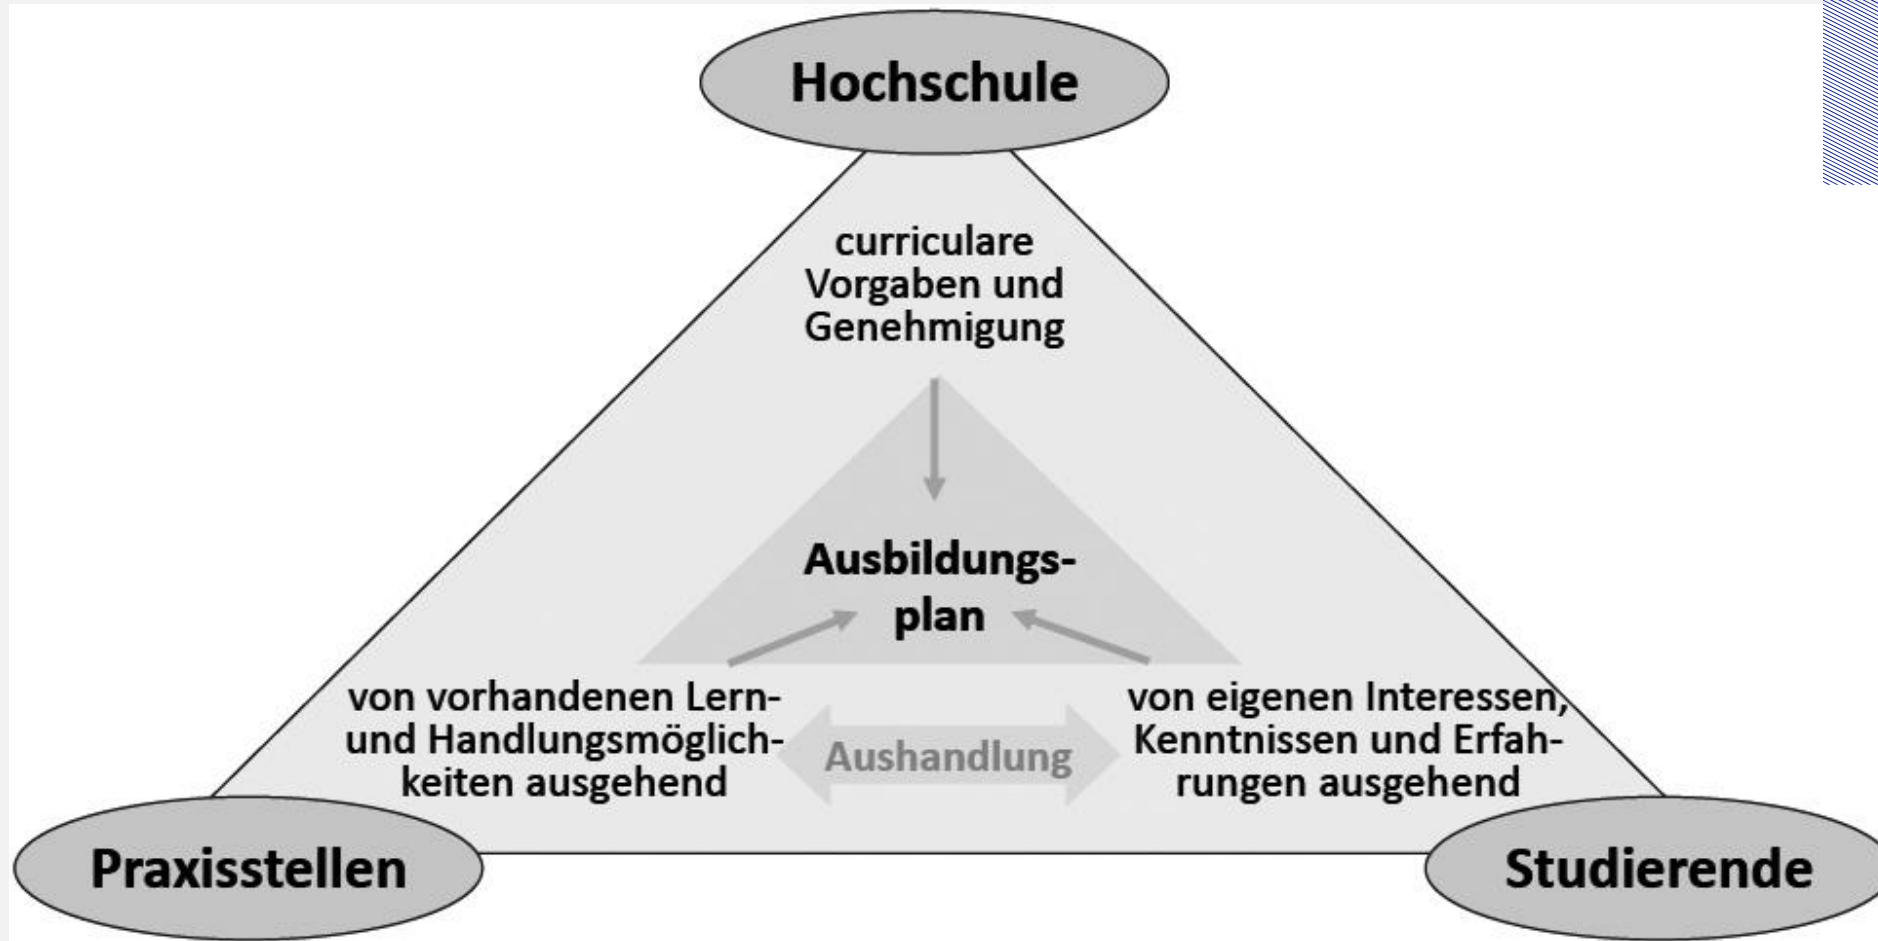 Hochschule
curriculare
Vorgaben und
Genehmigung
Ausbildungs-
plan
von vorhandenen Lern-
und Handlungsmöglich-
keiten ausgehend
Aushandlung
von eigenen Interessen,
Kenntnissen und Erfah-
rungen ausgehend
Praxisstellen
Studierende